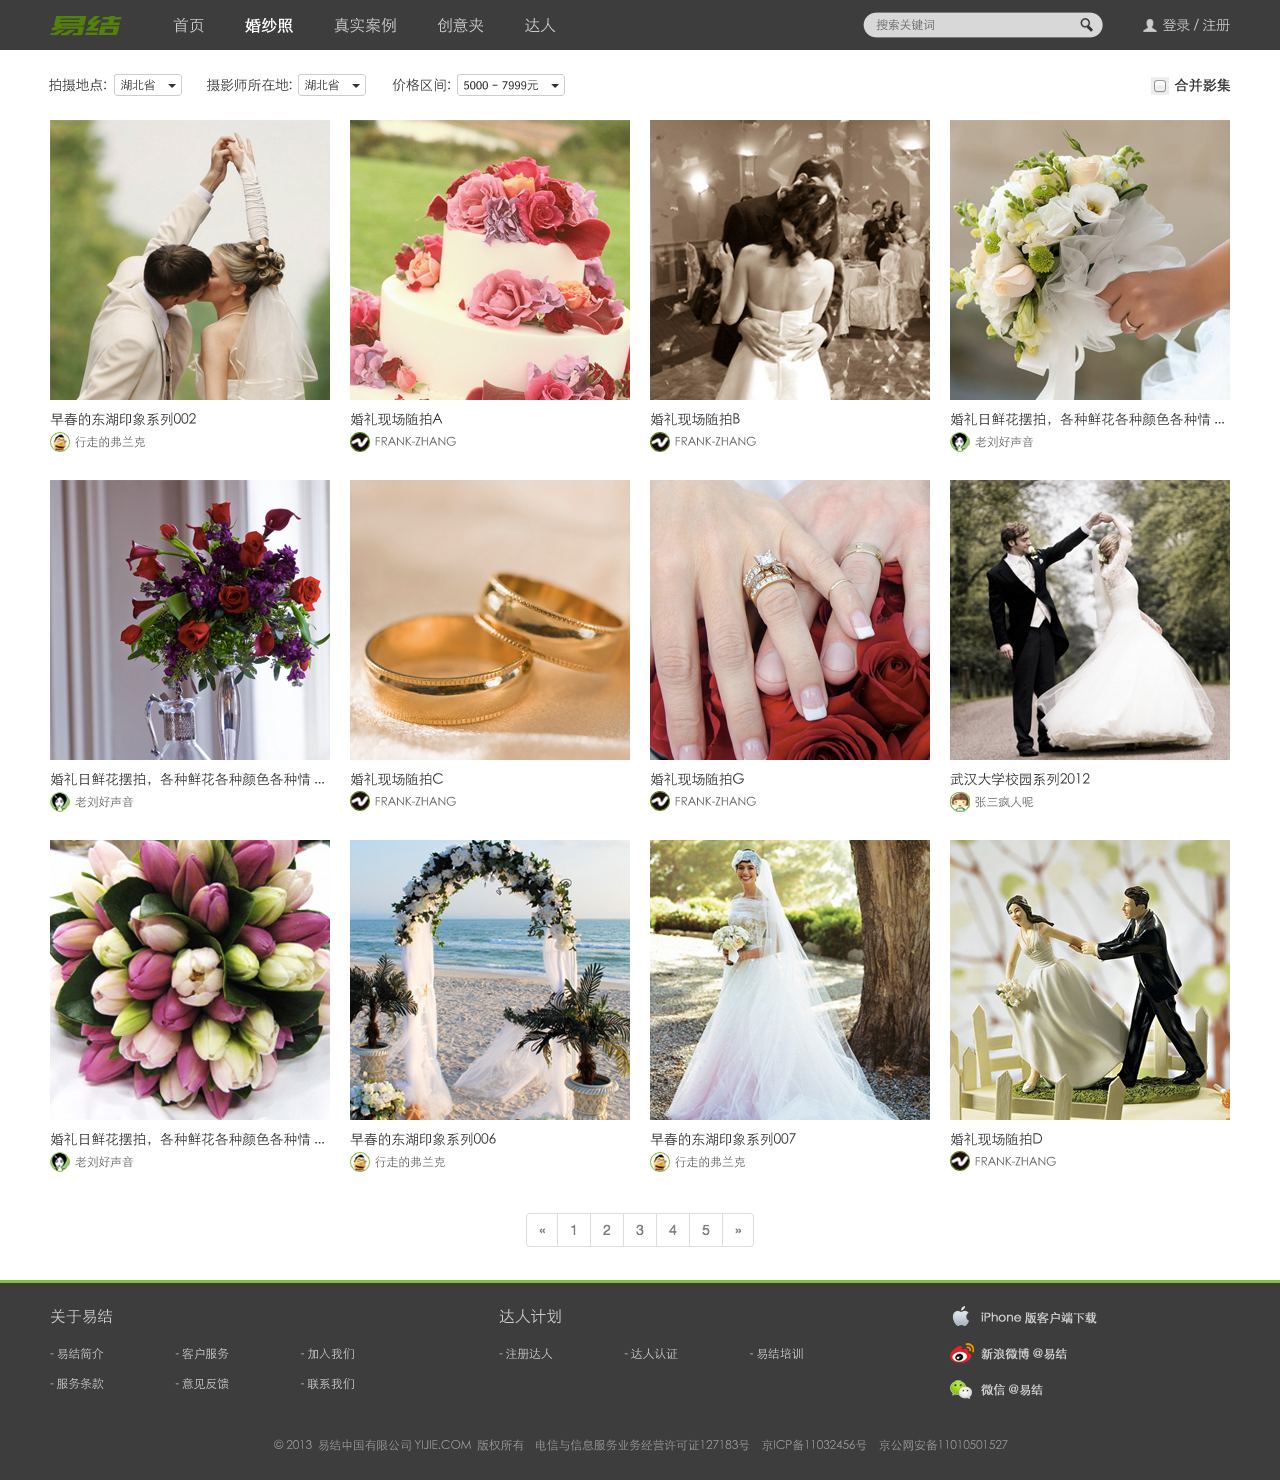 易结 首页 婚纱照 真实案例 创意夹 达人 搜索关键词 登录 / 注册
拍摄地点: 湖北省 摄影师所在地: 湖北省 价格区间: 5000 - 7999元 合并影集
早春的东湖印象系列002 婚礼现场随拍A 婚礼现场随拍B 婚礼日鲜花摆拍，各种鲜花各种颜色各种情 ...
行走的弗兰克 FRANK-ZHANG FRANK-ZHANG 老刘好声音
婚礼日鲜花摆拍，各种鲜花各种颜色各种情 ... 婚礼现场随拍C 婚礼现场随拍G 武汉大学校园系列2012
老刘好声音 FRANK-ZHANG FRANK-ZHANG 张三疯人呢
婚礼日鲜花摆拍，各种鲜花各种颜色各种情 ... 早春的东湖印象系列006 早春的东湖印象系列007 婚礼现场随拍D
老刘好声音 行走的弗兰克 行走的弗兰克 FRANK-ZHANG
« 1 2 3 4 5 »
关于易结 达人计划 iPhone 版客户端下载
- 易结简介 - 客户服务 - 加入我们 - 注册达人 - 达人认证 - 易结培训 新浪微博 @易结
- 服务条款 - 意见反馈 - 联系我们 微信 @易结
© 2013 易结中国有限公司 YIJIE.COM 版权所有 电信与信息服务业务经营许可证127183号 京ICP备11032456号 京公网安备11010501527